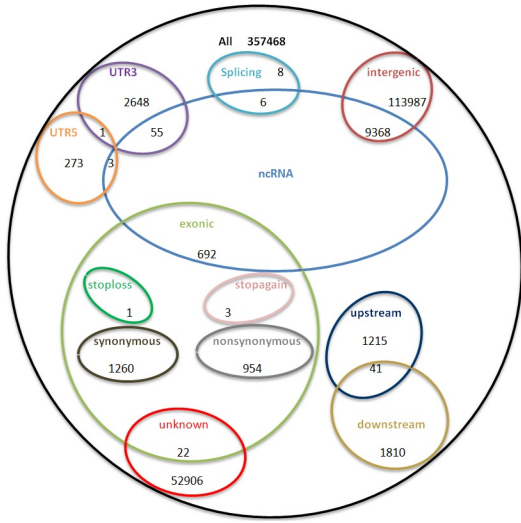 All 357468
UTR3
Splicing 8
intergenic
2648
6
113987
1 55
9368
UTR5
273 3
ncRNA
exonic
692
stoploss
stopagain
1
3
upstream
synonymous
nonsynonymous
1215
1260
954
41
unknown
downstream
22
1810
52906